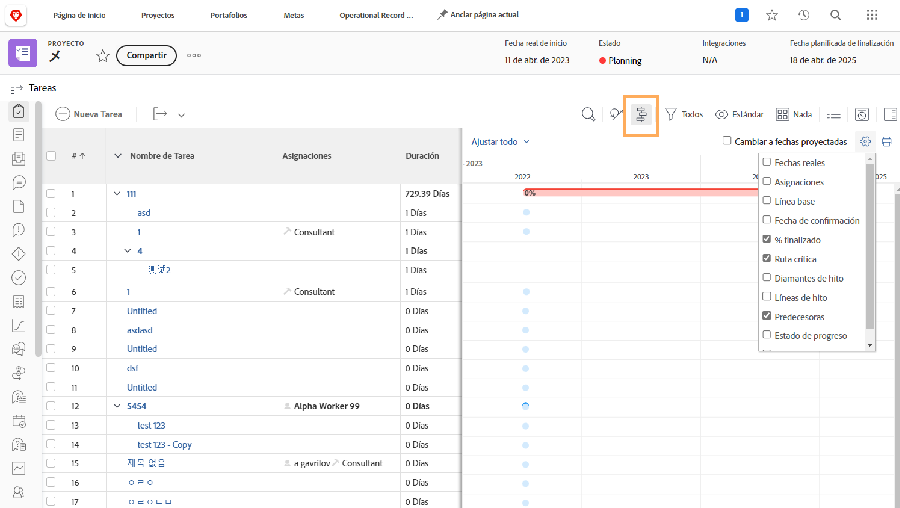 Página de inicio Proyectos Portafolios Metas Operational Record ... Anclar página actual
PROYECTO
Compartir
Fecha real de inicio Estado Integraciones Fecha planificada de finalización
11 de abr. de 2023 Planning N/A 18 de abr. de 2025
Tareas
Nueva Tarea
Todos Estándar Nada
Ajustar todo Cambiar a fechas proyectadas
# Nombre de Tarea Asignaciones Duración
2023
2022 2023
Fechas reales
Asignaciones
Línea base
Fecha de confirmación
% finalizado
Ruta crítica
Diamantes de hito
Líneas de hito
Predecesoras
Estado de progreso
1 111 729.39 Días
2 asd 1 Días
3 1 Consultant 1 Días
4 4 1 Días
5 1 Días
6 1 Consultant 1 Días
7 Untitled 0 Días
8 asdasd 0 Días
9 Untitled 0 Días
10 dsf 0 Días
11 Untitled 0 Días
12 S454 Alpha Worker 99 0 Días
13 test 123 0 Días
14 test 123 - Copy 0 Días
15 제목 없음 a gavrilov Consultant 0 Días
16 ㅇㄹㅇ 0 Días
17 0 Días